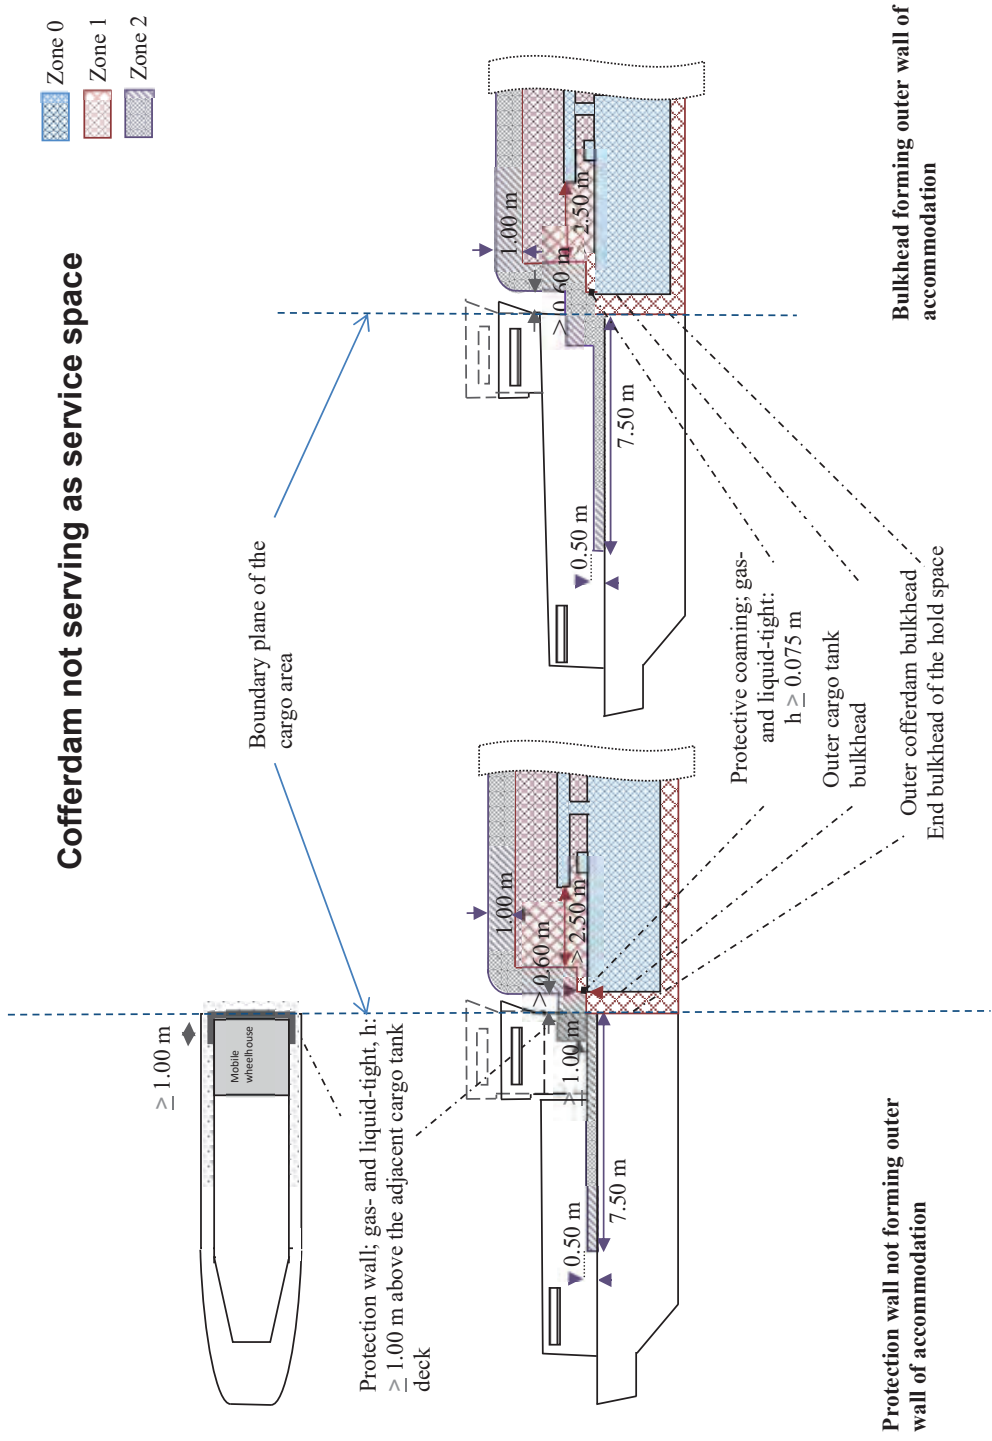 Cofferdam not serving as service space
Zone 0
Zone 1
Zone 2
Boundary plane of the
cargo area
≥ 1.00 m
Mobile
wheelhouse
Protection wall; gas- and liquid-tight, h:
≥ 1.00 m above the adjacent cargo tank
deck
1.00 m
> 0.60 m
> 2.50 m
> 1.00 m
0.50 m
7.50 m
1.00 m
> 0.60 m
2.50 m
0.50 m
7.50 m
Protective coaming; gas-
and liquid-tight:
h ≥ 0.075 m
Outer cargo tank
bulkhead
Outer cofferdam bulkhead
End bulkhead of the hold space
Protection wall not forming outer
wall of accommodation
Bulkhead forming outer wall of
accommodation